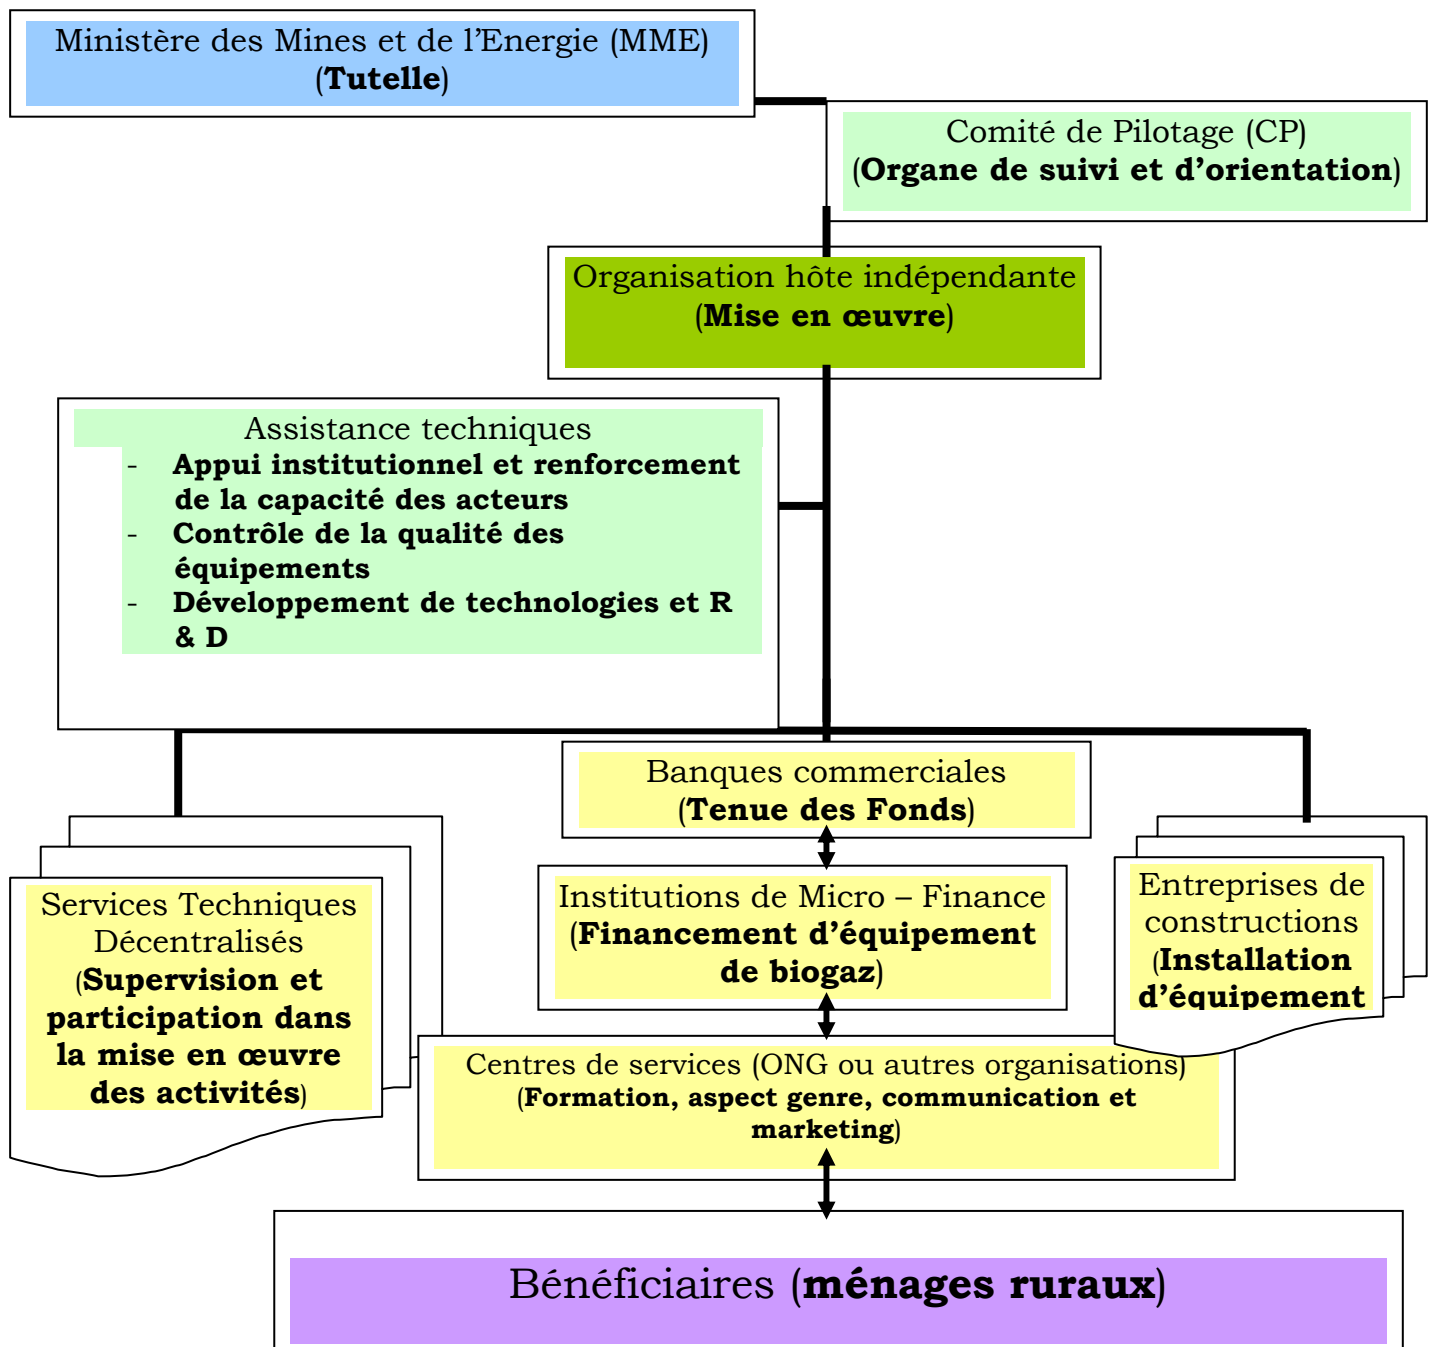 Ministère des Mines et de l’Energie (MME)
(Tutelle)
Comité de Pilotage (CP)
(Organe de suivi et d’orientation)
Organisation hôte indépendante
(Mise en œuvre)
Assistance techniques
- Appui institutionnel et renforcement
de la capacité des acteurs
- Contrôle de la qualité des
équipements
- Développement de technologies et R
& D
Banques commerciales
(Tenue des Fonds)
Institutions de Micro – Finance
(Financement d’équipement
de biogaz)
Services Techniques
Décentralisés
(Supervision et
participation dans
la mise en œuvre
des activités)
Entreprises de
constructions
(Installation
d’équipement
Centres de services (ONG ou autres organisations)
(Formation, aspect genre, communication et
marketing)
Bénéficiaires (ménages ruraux)